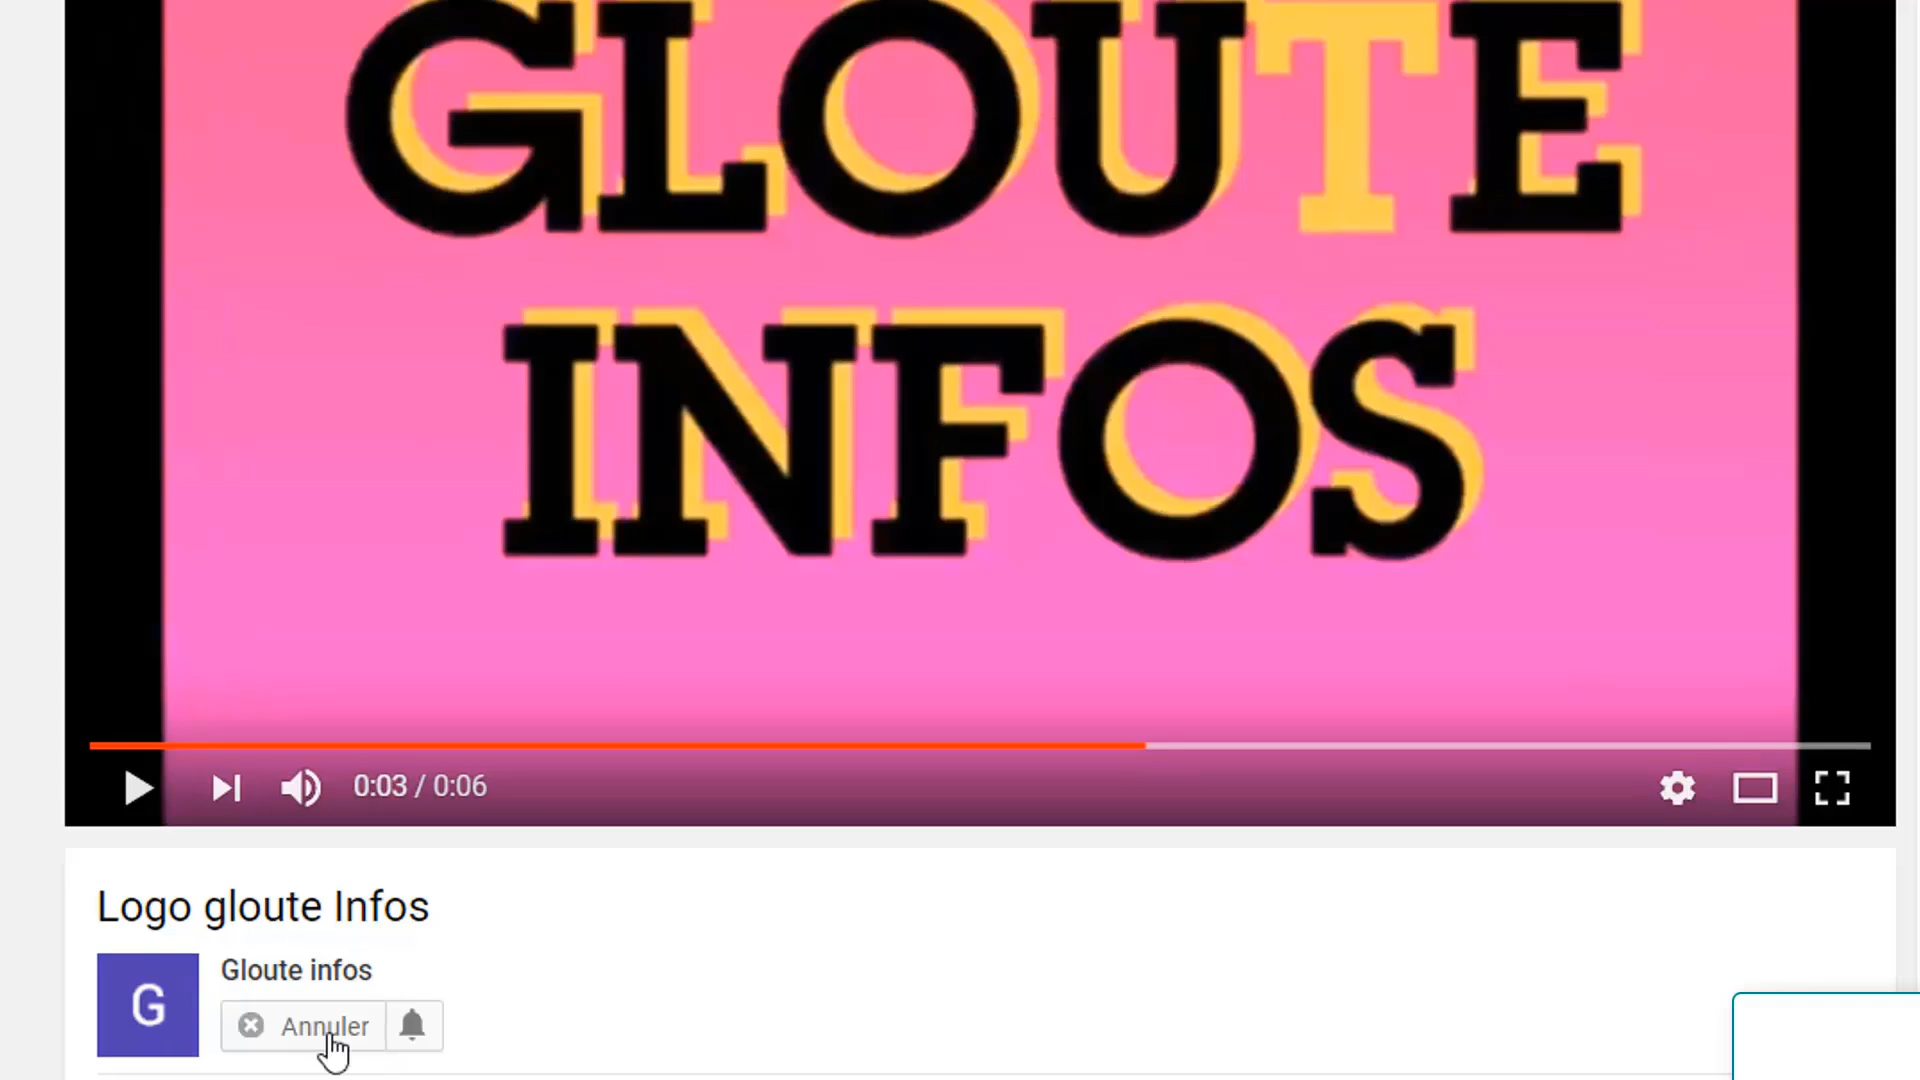 GLOUTE
INFOS
0:03 / 0:06
Logo gloute Infos
G
Gloute infos
Annuler